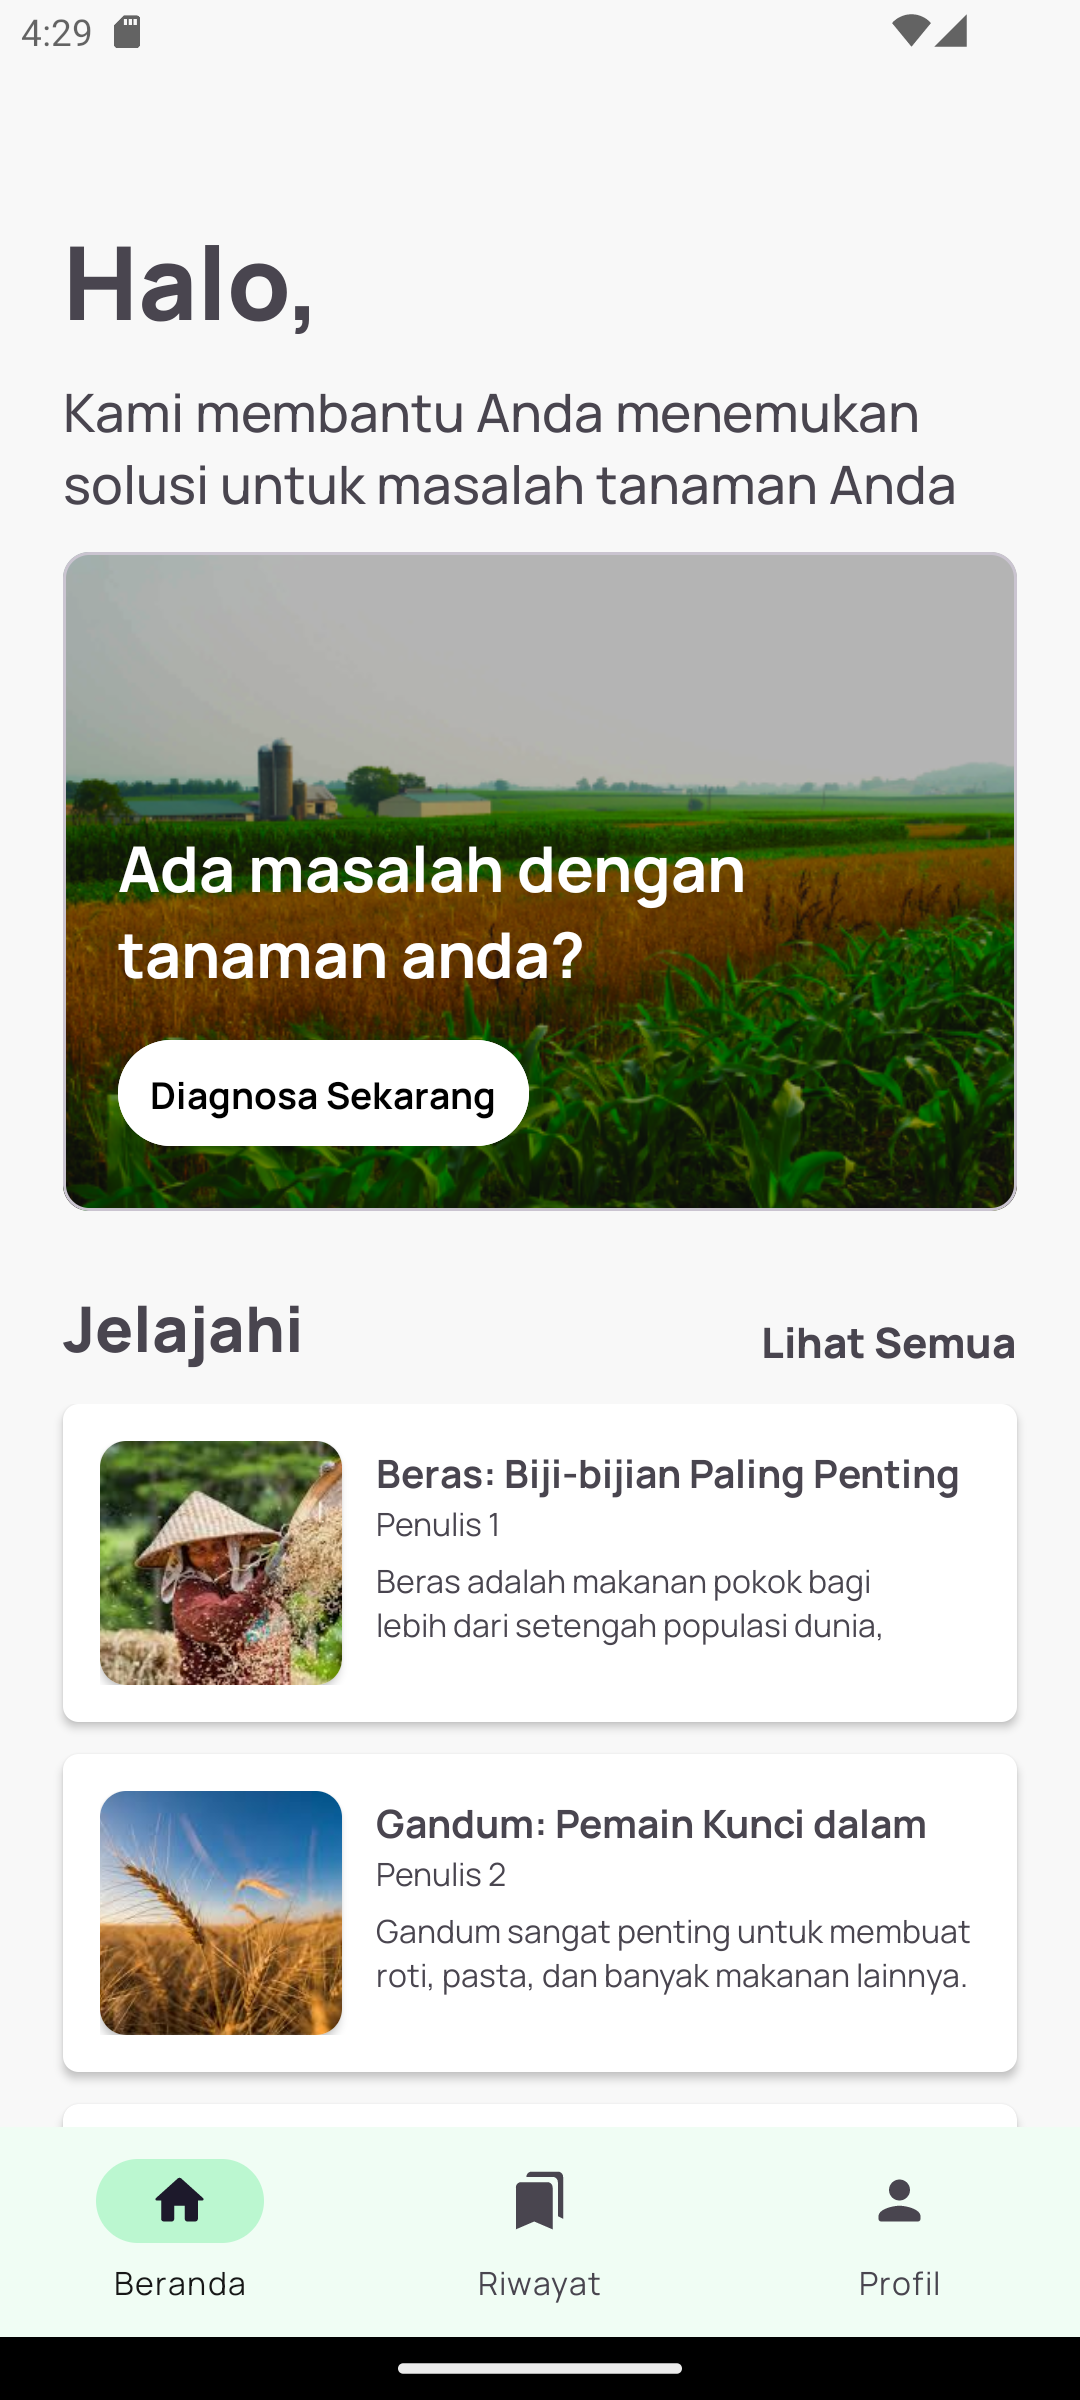 4:29
Halo,
Kami membantu Anda menemukan
solusi untuk masalah tanaman Anda
Ada masalah dengan
tanaman anda?
Diagnosa Sekarang
Jelajahi
Lihat Semua
Beras: Biji-bijian Paling Penting
Penulis 1
Beras adalah makanan pokok bagi
lebih dari setengah populasi dunia,
Gandum: Pemain Kunci dalam
Penulis 2
Gandum sangat penting untuk membuat
roti, pasta, dan banyak makanan lainnya.
Beranda
Riwayat
Profil